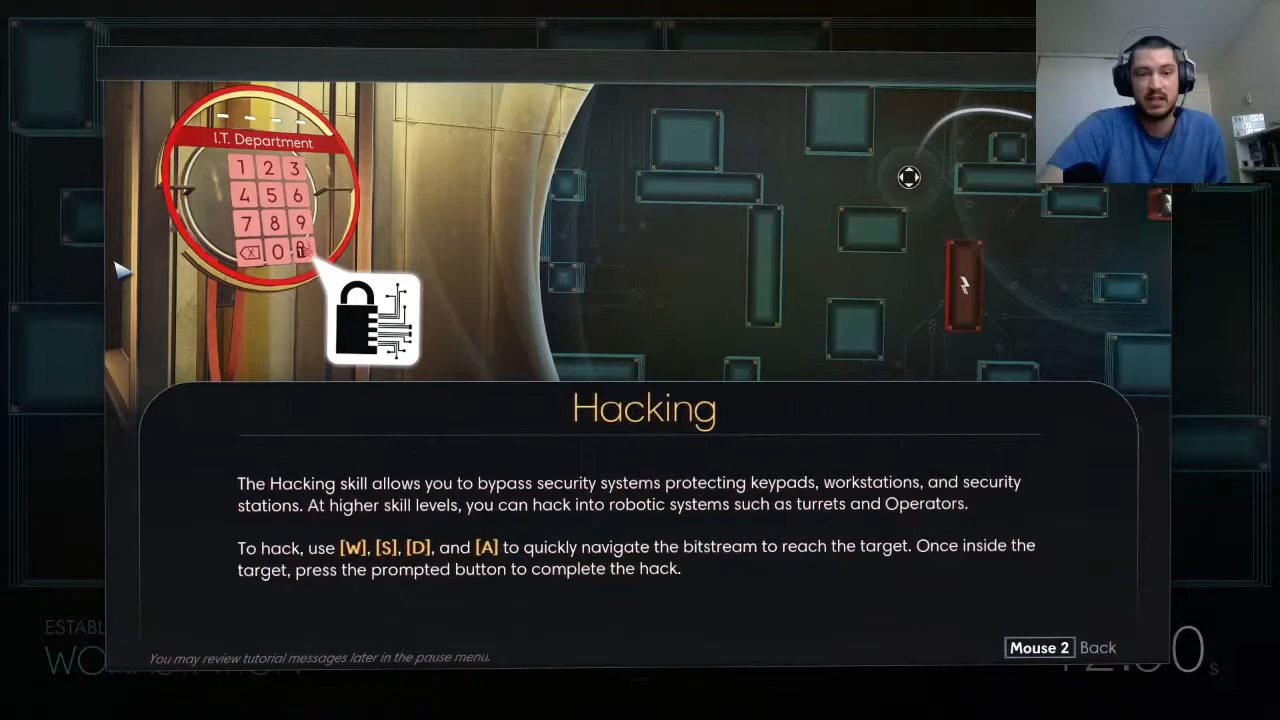 I.T. Department
1 2 3
4 5 6
7 8 9
0
Hacking
The Hacking skill allows you to bypass security systems protecting keypads, workstations, and security
stations. At higher skill levels, you can hack into robotic systems such as turrets and Operators.
To hack, use [W], [S], [D], and [A] to quickly navigate the bitstream to reach the target. Once inside the
target, press the prompted button to complete the hack.
You may review tutorial messages later in the pause menu.
Mouse 2 Back